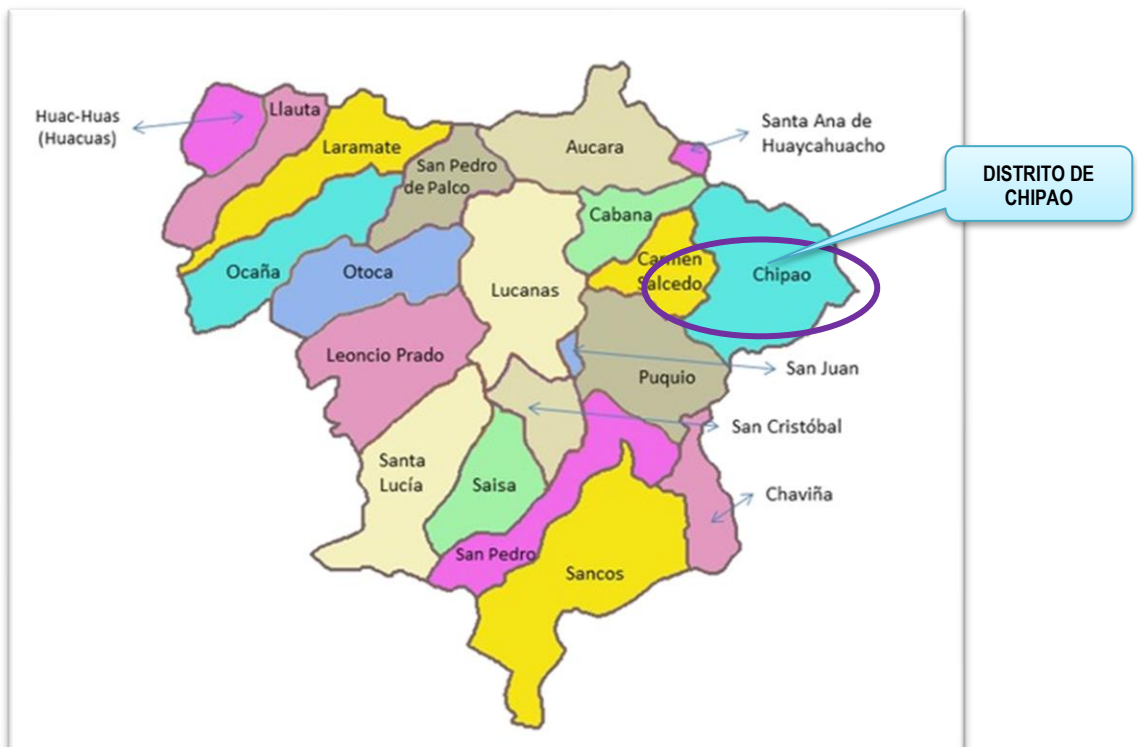 Huac-Huas
(Huacuas)
Llauta
Laramate
San Pedro
de Palco
Aucara
Santa Ana de
Huaycahuacho
DISTRITO DE
CHIPAO
Cabana
Ocaña
Otoca
Lucanas
Carmen
Salcedo
Chipao
Leoncio Prado
Puquio
San Juan
San Cristóbal
Santa
Lucía
Saisa
Chaviña
San Pedro
Sancos